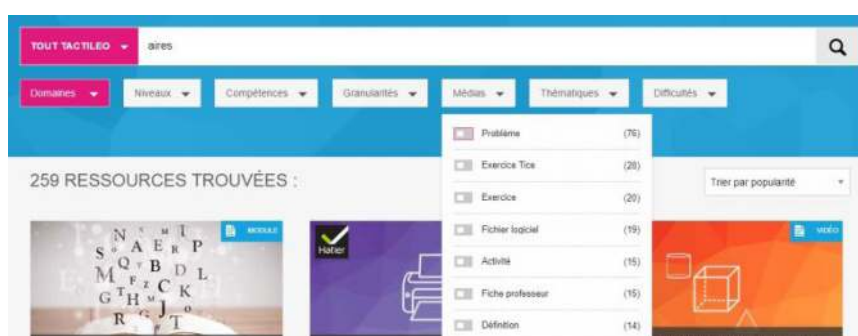 TOUT TACTILEO aires
Domaines Niveaux Compétences Granularités Médias Thématiques Difficultés
Problème (76)
Exercice Tice (28)
259 RESSOURCES TROUVÉES :
Trier par popularité
Exercice (20)
Fichier logiciel (19)
MODULE
Hatier
VIDÉO
Activité (15)
Fiche professeur (15)
Définition (14)